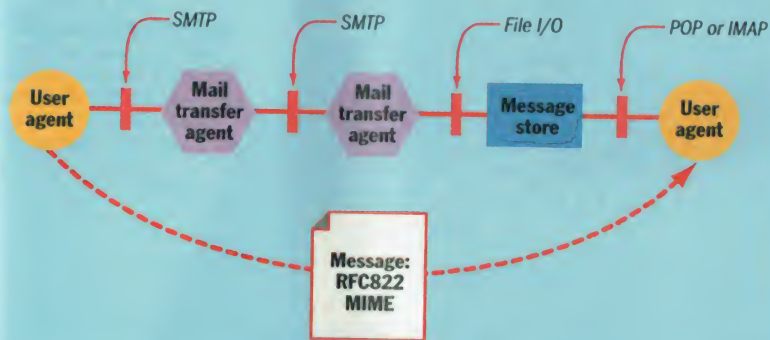 SMTP
SMTP
File I/O
POP or IMAP
User
agent
Mail
transfer
agent
Mail
transfer
agent
Message
store
User
agent
Message:
RFC822
MIME